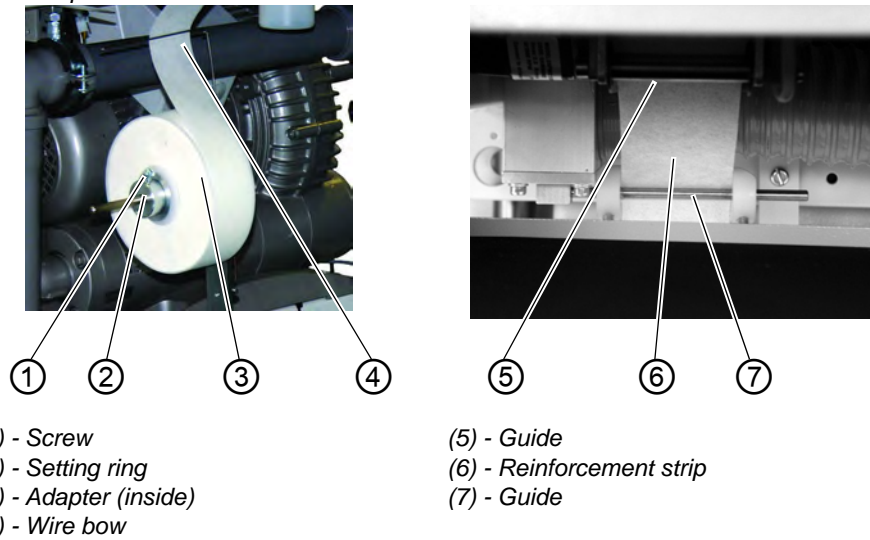 ① ② ③ ④ ⑤ ⑥ ⑦
) - Screw
) - Setting ring
) - Adapter (inside)
) - Wire bow
(5) - Guide
(6) - Reinforcement strip
(7) - Guide